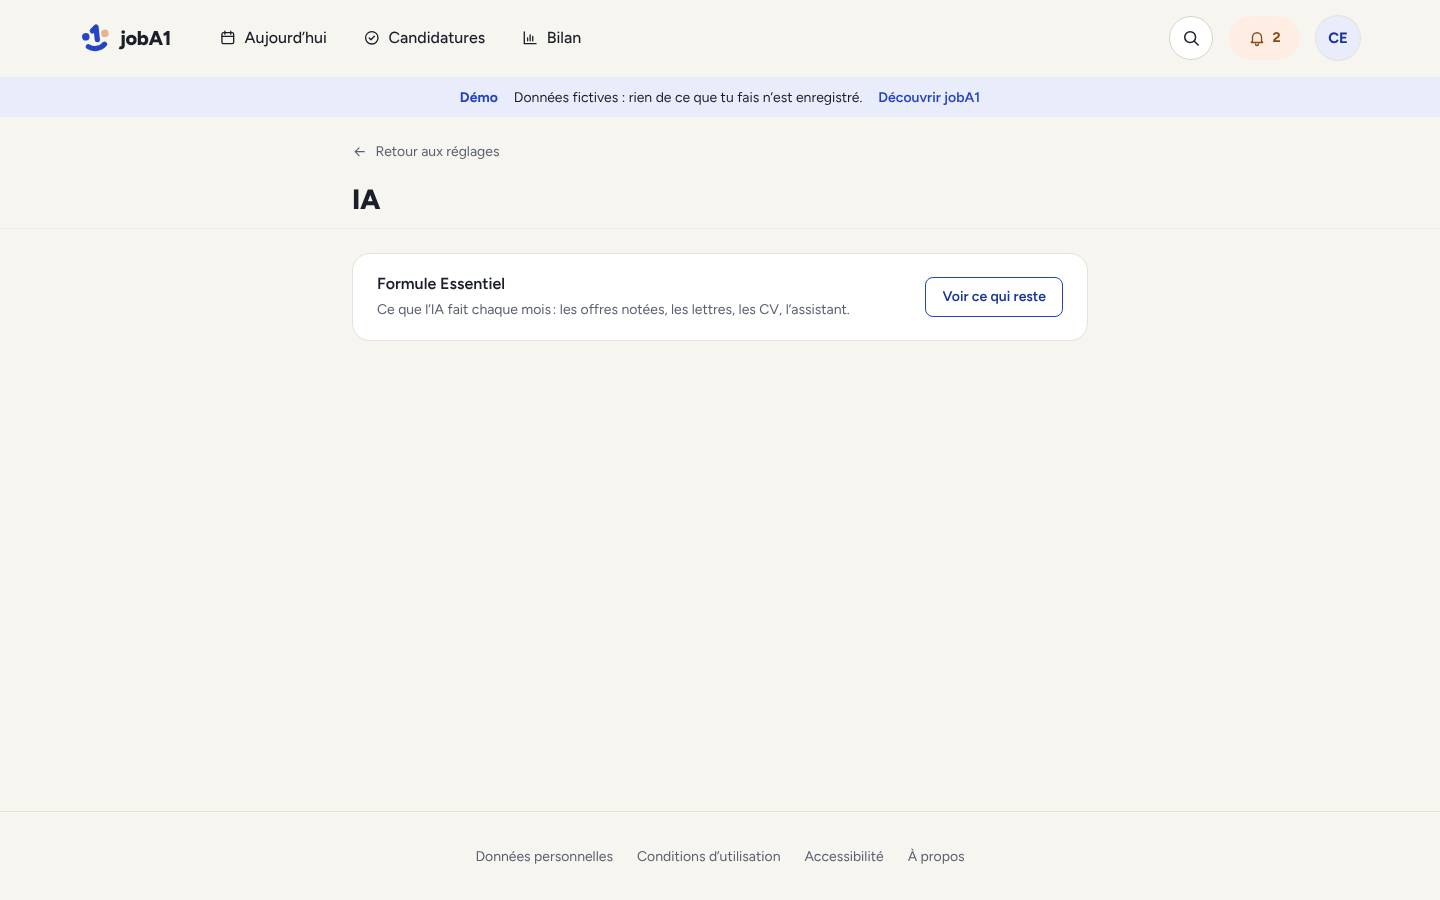 jobA1
Aujourd’hui
Candidatures
Bilan
2
CE
Démo Données fictives : rien de ce que tu fais n’est enregistré. Découvrir jobA1
← Retour aux réglages
IA
Formule Essentiel
Ce que l’IA fait chaque mois : les offres notées, les lettres, les CV, l’assistant.
Voir ce qui reste
Données personnelles
Conditions d’utilisation
Accessibilité
À propos